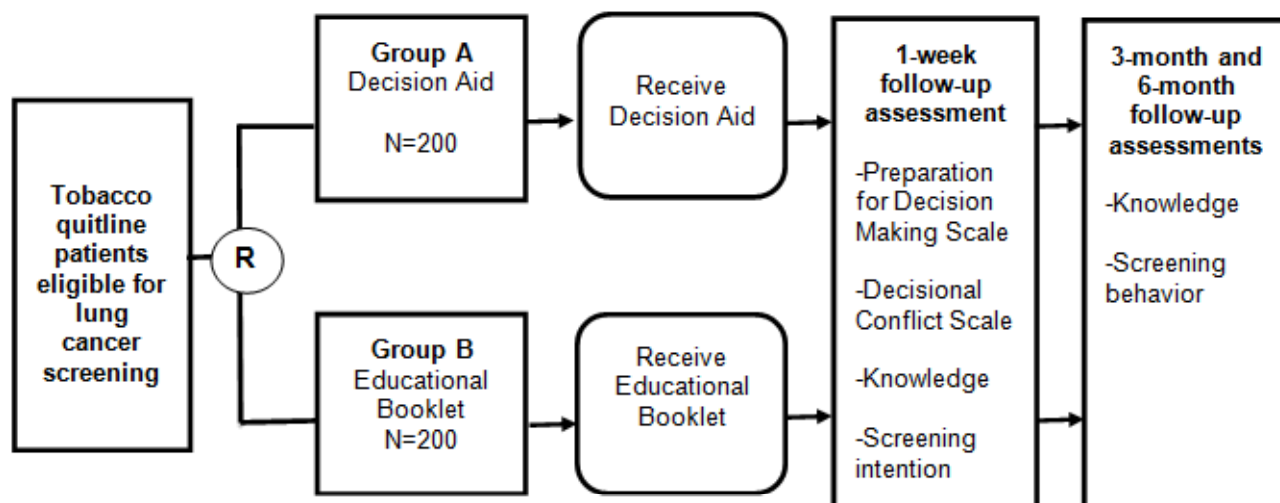 Tobacco
quitline
patients
eligible for
lung
cancer
screening
R
Group A
Decision Aid
N=200
Receive
Decision Aid
Group B
Educational
Booklet
N=200
Receive
Educational
Booklet
1-week
follow-up
assessment
-Preparation
for Decision
Making Scale
-Decisional
Conflict Scale
-Knowledge
-Screening
intention
3-month and
6-month
follow-up
assessments
-Knowledge
-Screening
behavior